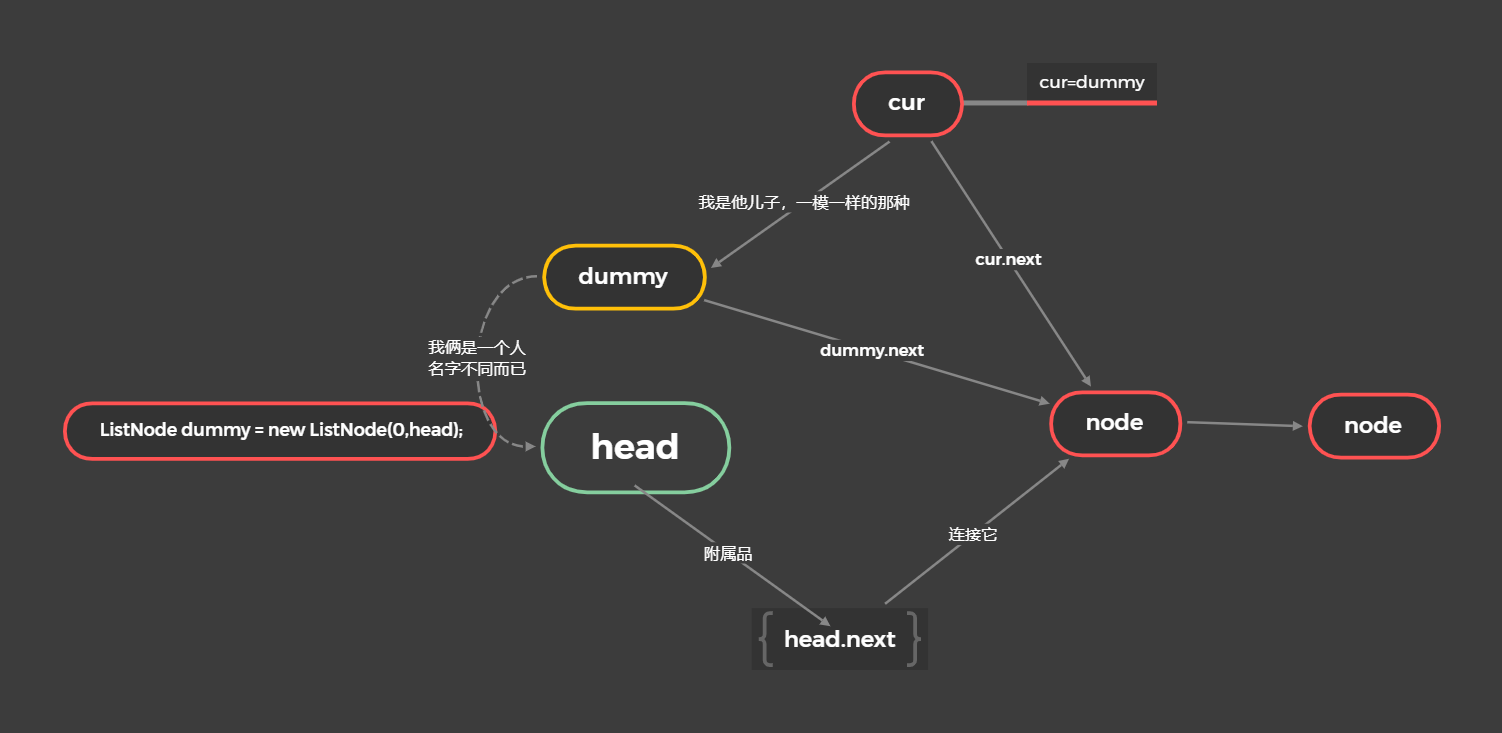 cur
cur=dummy
我是他儿子，一模一样的那种
cur.next
dummy
我俩是一个人
名字不同而已
dummy.next
ListNode dummy = new ListNode(0,head);
head
node
node
附属品
连接它
head.next